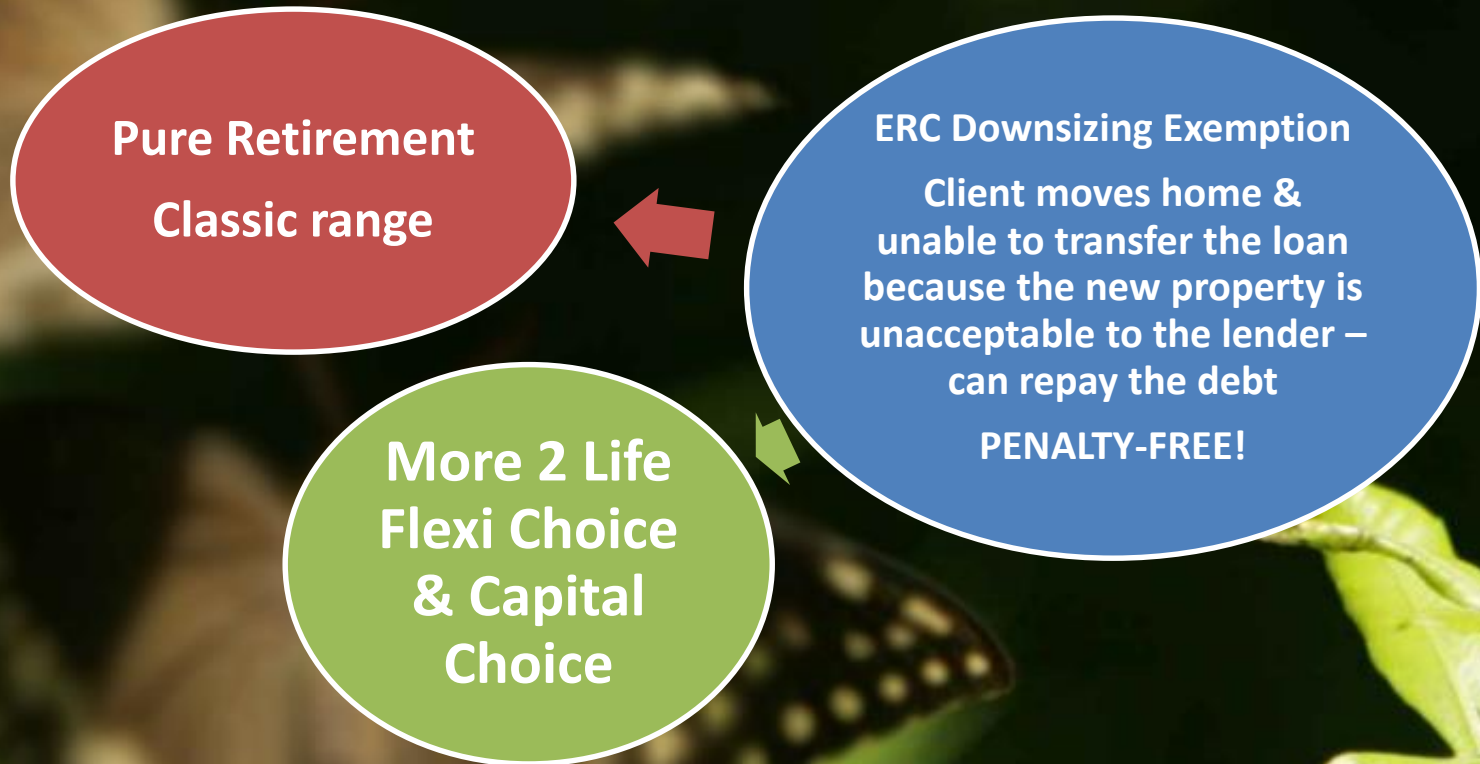 Pure Retirement
Classic range
ERC Downsizing Exemption
Client moves home &
unable to transfer the loan
because the new property is
unacceptable to the lender –
can repay the debt
PENALTY-FREE!
More 2 Life
Flexi Choice
& Capital
Choice